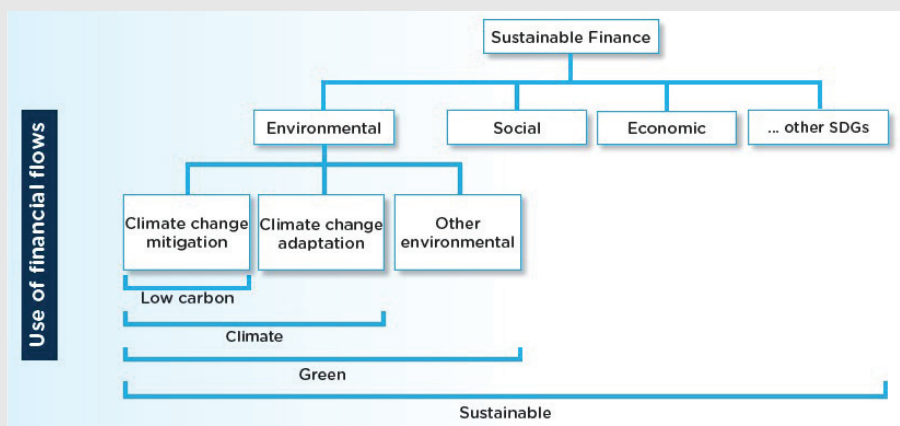 Use of financial flows
Sustainable Finance
Environmental
Social
Economic
... other SDGs
Climate change
mitigation
Climate change
adaptation
Other
environmental
Low carbon
Climate
Green
Sustainable